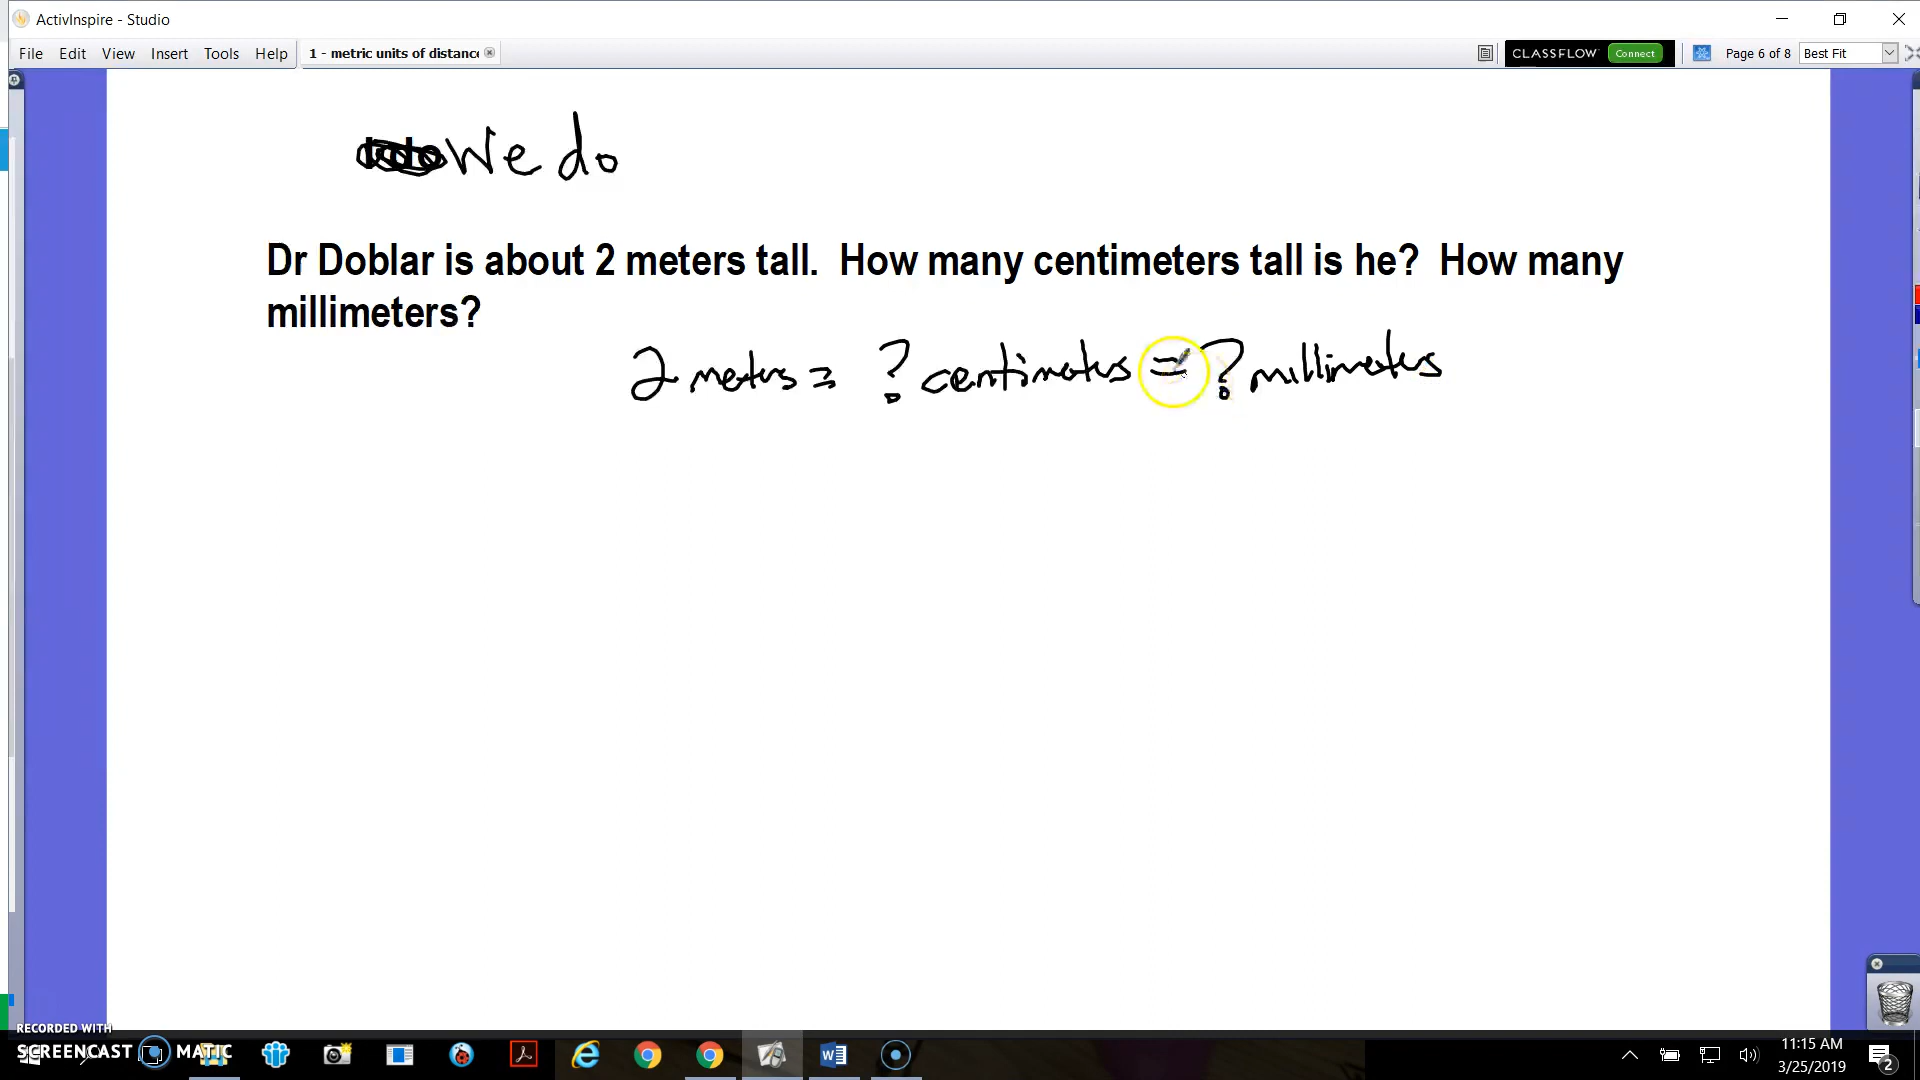 ActivInspire - Studio
File Edit View Insert Tools Help 1 - metric units of distanc CLASSFLOW Connect Page 6 of 8 Best Fit
We do
Dr Doblar is about 2 meters tall. How many centimeters tall is he? How many
millimeters?
2 meters = ? centimeters = ? millimeters
RECORDED WITH
SCREENCAST MATIC
11:15 AM
3/25/2019
2